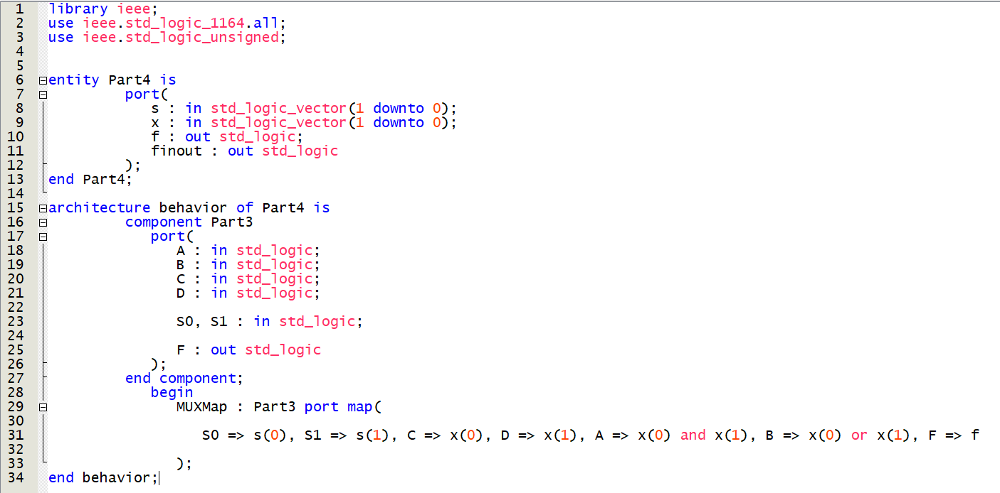 1 library ieee;
2 use ieee.std_logic_1164.all;
3 use ieee.std_logic_unsigned;
4
5
6 entity Part4 is
7 port(
8 s : in std_logic_vector(1 downto 0);
9 x : in std_logic_vector(1 downto 0);
10 f : out std_logic;
11 finout : out std_logic
12 );
13 end Part4;
14
15 architecture behavior of Part4 is
16 component Part3
17 port(
18 A : in std_logic;
19 B : in std_logic;
20 C : in std_logic;
21 D : in std_logic;
22
23 S0, S1 : in std_logic;
24
25 F : out std_logic
26 );
27 end component;
28 begin
29 MUXMap : Part3 port map(
30
31 S0 => s(0), S1 => s(1), C => x(0), D => x(1), A => x(0) and x(1), B => x(0) or x(1), F => f
32
33 );
34 end behavior;